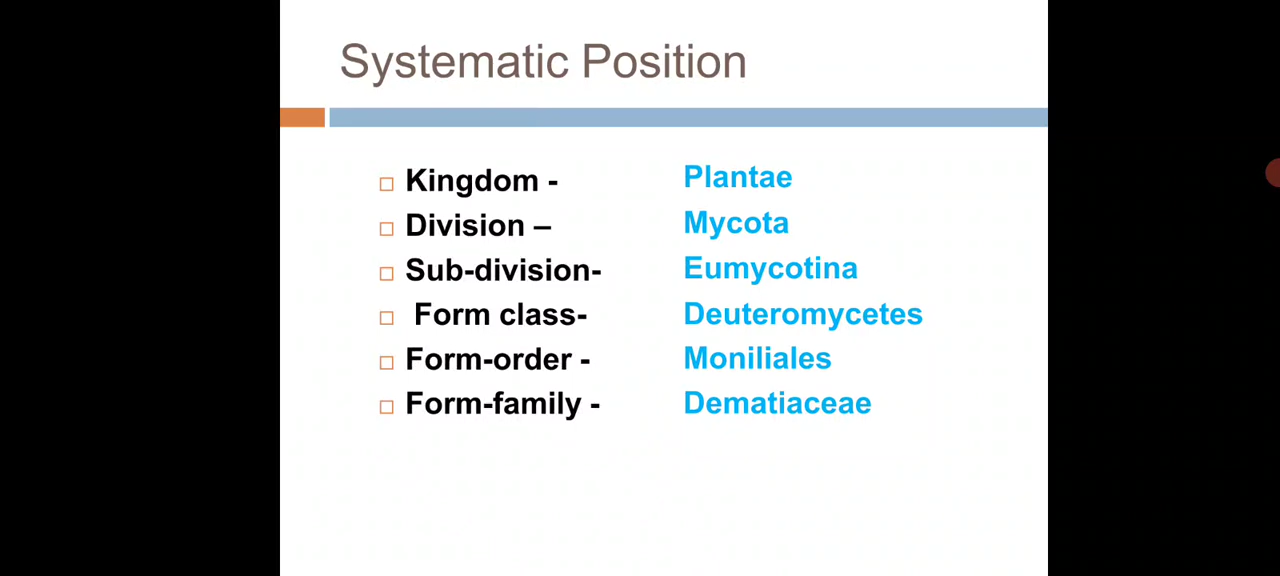 Systematic Position
Kingdom - Plantae
Division – Mycota
Sub-division- Eumycotina
Form class- Deuteromycetes
Form-order - Moniliales
Form-family - Dematiaceae